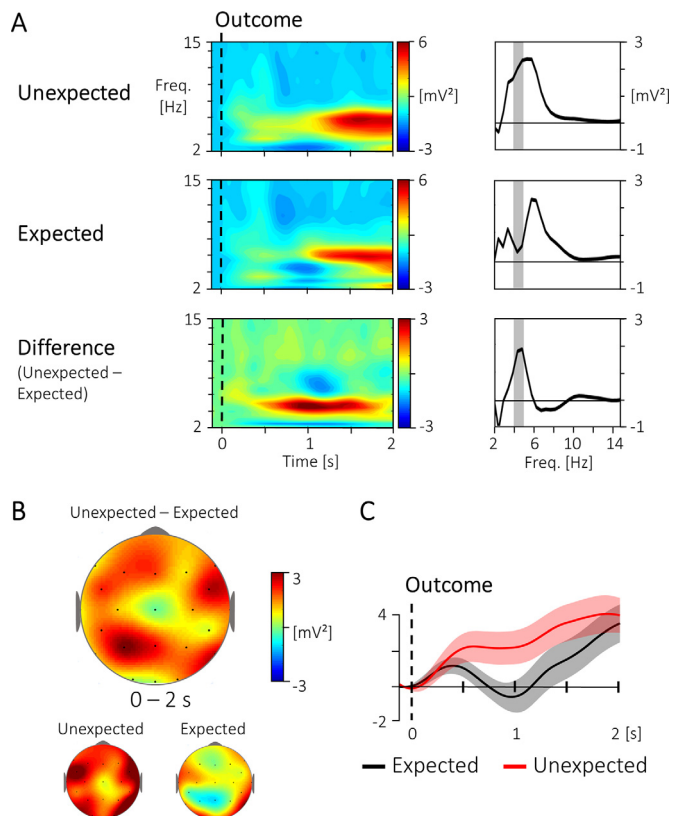 A
Outcome
Unexpected
Freq.
[Hz]
15
2
6
[mV²]
-3
3
[mV²]
-1
Expected
15
2
6
-3
3
-1
Difference
(Unexpected –
Expected)
15
2
0 1 2
Time [s]
3
-3
3
-1
2 6 10 14
Freq. [Hz]
B
Unexpected – Expected
3
[mV²]
-3
0 – 2 s
Unexpected Expected
C
Outcome
4
-2
0 1 2 [s]
Expected Unexpected